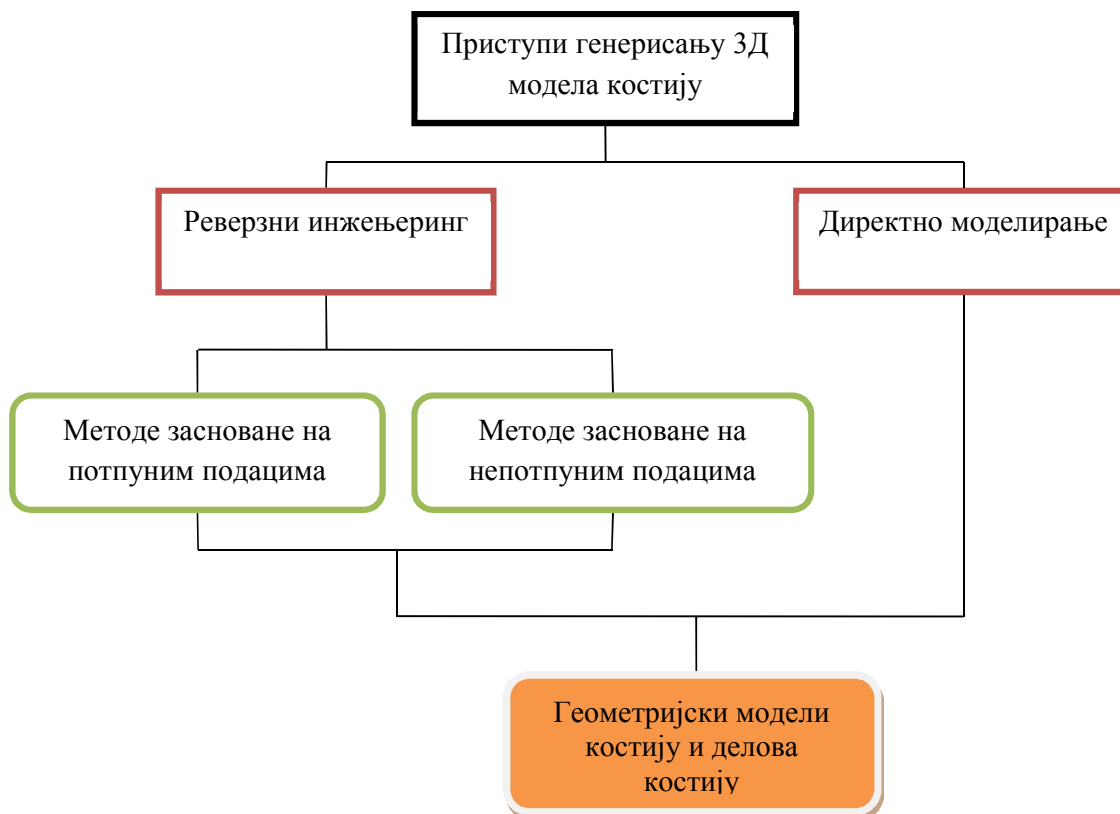 Приступи генерисању 3Д
модела костију
Реверзни инжењеринг
Директно моделирање
Методе засноване на
потпуним подацима
Методе засноване на
непотпуним подацима
Геометријски модели
костију и делова
костију